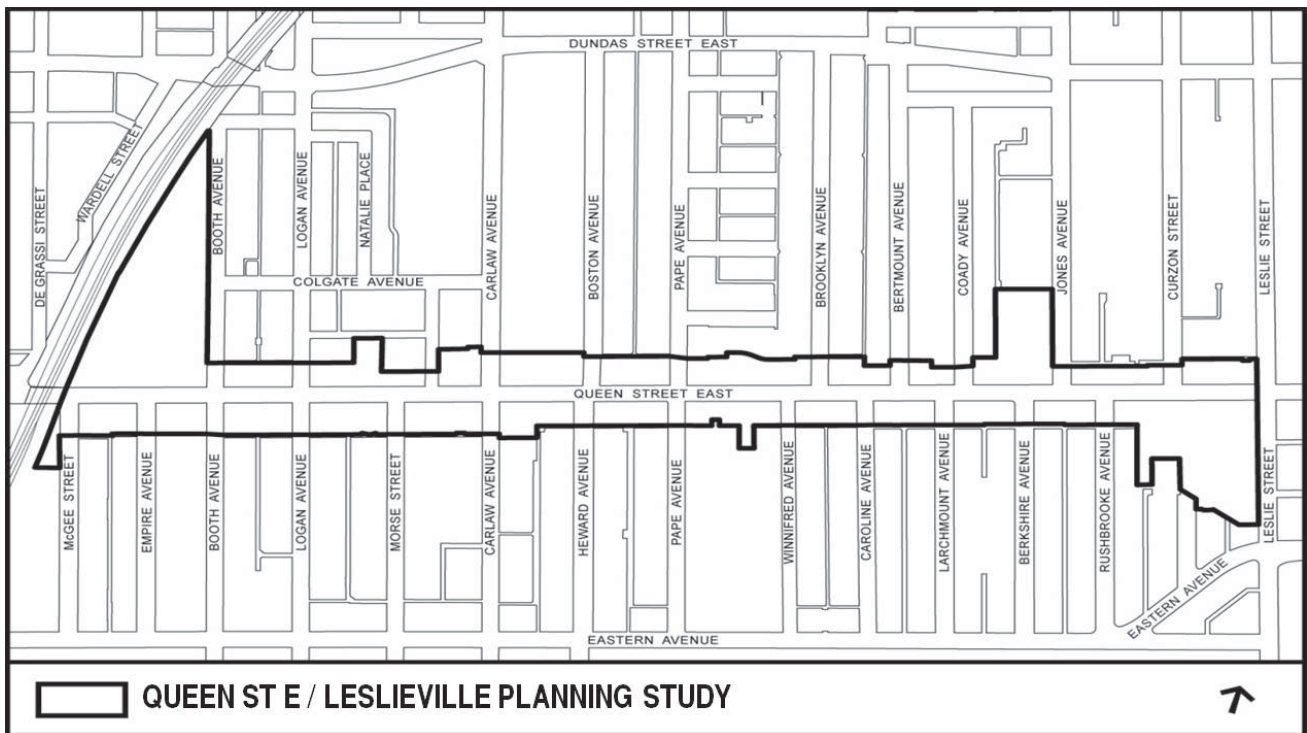 DUNDAS STREET EAST
DE GRASSI STREET
WARDELL STREET
BOOTH AVENUE
LOGAN AVENUE
NATALIE PLACE
CARLAW AVENUE
BOSTON AVENUE
PAPE AVENUE
BROOKLYN AVENUE
BERTMOUNT AVENUE
COADY AVENUE
JONES AVENUE
CURZON STREET
LESLIE STREET
COLGATE AVENUE
QUEEN STREET EAST
McGEE STREET
EMPIRE AVENUE
BOOTH AVENUE
LOGAN AVENUE
MORSE STREET
CARLAW AVENUE
HEWARD AVENUE
PAPE AVENUE
WINNIFRED AVENUE
CAROLINE AVENUE
LARCHMOUNT AVENUE
BERKSHIRE AVENUE
RUSHBROOKE AVENUE
LESLIE STREET
EASTERN AVENUE
EASTERN AVENUE
QUEEN ST E / LESLIEVILLE PLANNING STUDY